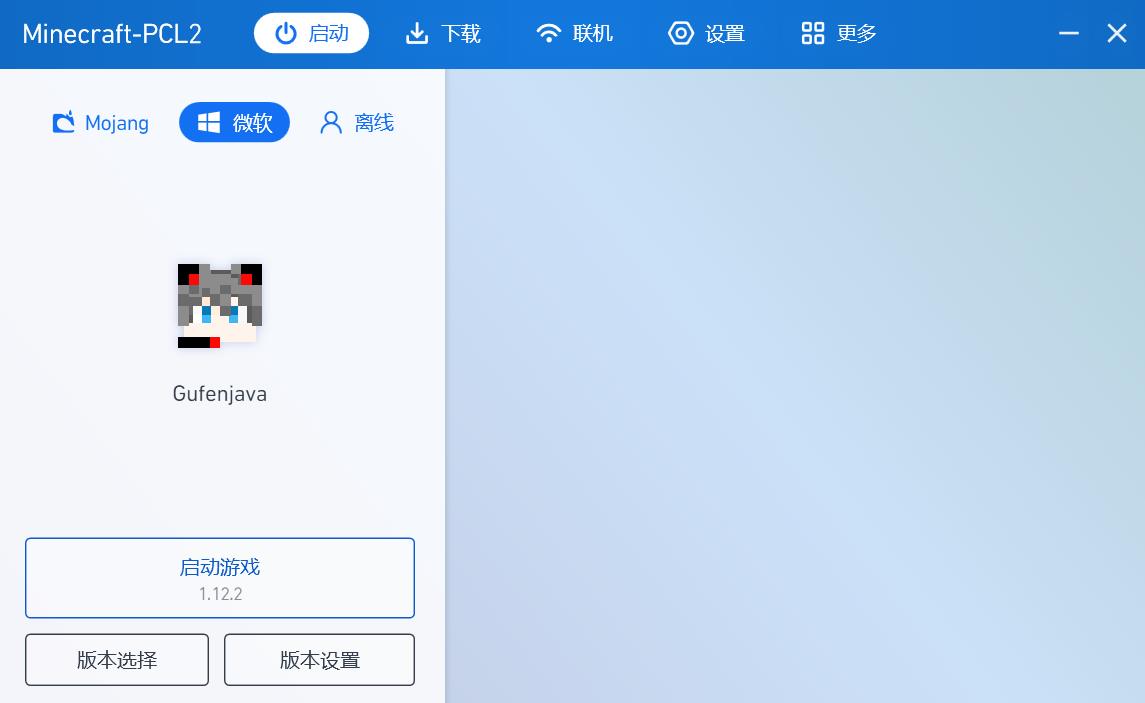 Minecraft-PCL2 启动 下载 联机 设置 更多
Mojang 微软 离线
Gufenjava
启动游戏
1.12.2
版本选择 版本设置